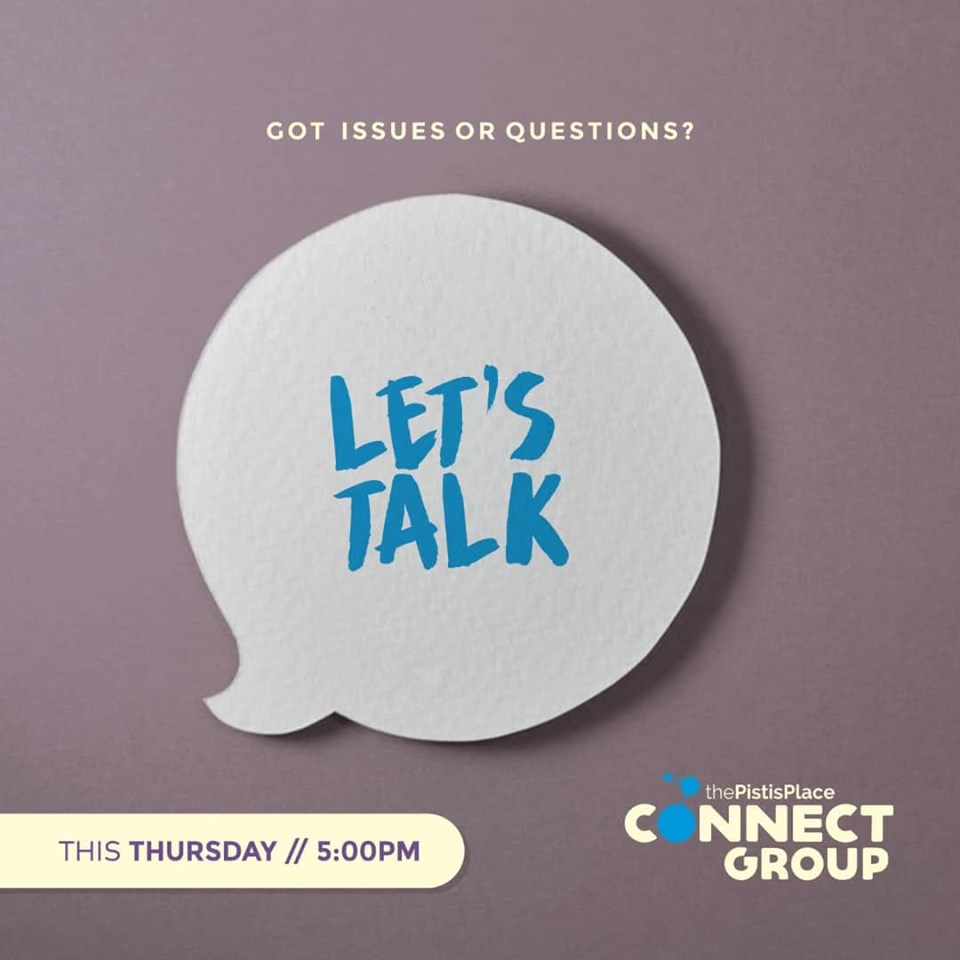 GOT ISSUES OR QUESTIONS?
LET'S
TALK
THIS THURSDAY // 5:00PM
thePistisPlace
CONNECT
GROUP